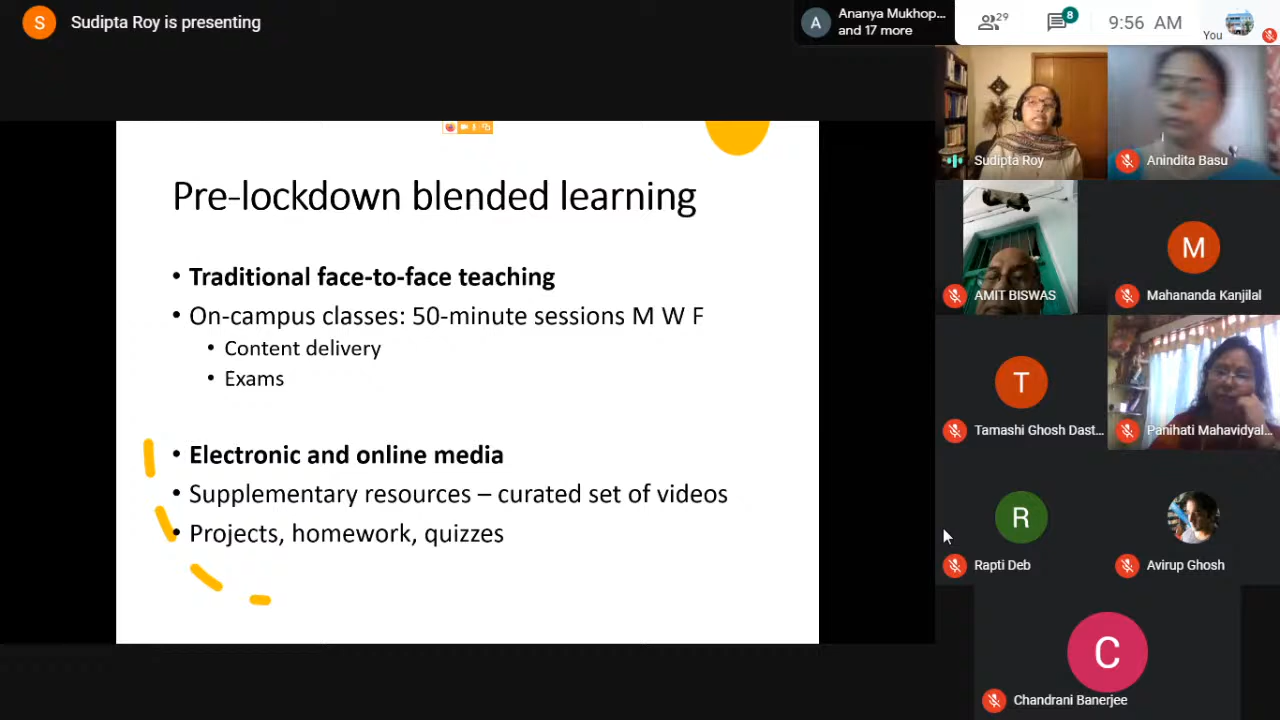 S
Sudipta Roy is presenting
A
Ananya Mukhop...
and 17 more
29
8
9:56 AM
You
Pre-lockdown blended learning
• Traditional face-to-face teaching
• On-campus classes: 50-minute sessions M W F
• Content delivery
• Exams
• Electronic and online media
• Supplementary resources – curated set of videos
• Projects, homework, quizzes
Sudipta Roy
Anindita Basu
AMIT BISWAS
M
Mahananda Kanjilal
T
Tamashi Ghosh Dast...
Panihati Mahavidyal...
R
Rapti Deb
Avirup Ghosh
C
Chandrani Banerjee